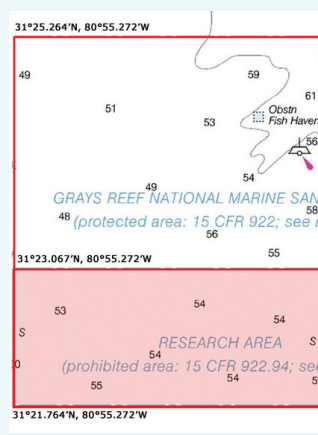 31°25.264'N, 80°55.272'W
49
59
61
51
Obstn
Fish Haven
53
56
54
49
GRAYS REEF NATIONAL MARINE
48
58
(protected area: 15 CFR 922; see
56
55
31°23.067'N, 80°55.272'W
53
54
54
S
S
RESEARCH AREA
54
(prohibited area: 15 CFR 922.94; see
54
55
31°21.764'N, 80°55.272'W